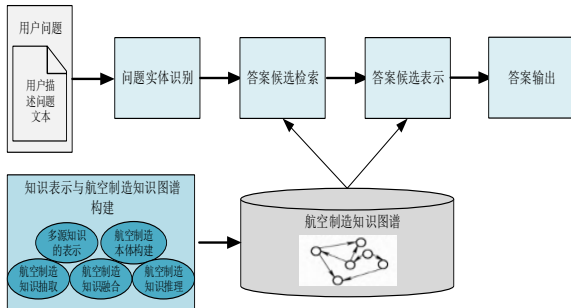 用户问题
用户描
述问题
文本
问题实体识别
答案候选检索
答案候选表示
答案输出
知识表示与航空制造知识图谱
构建
多源知识
的表示
航空制造
本体构建
航空制造
知识抽取
航空制造
知识融合
航空制造
知识推理
航空制造知识图谱